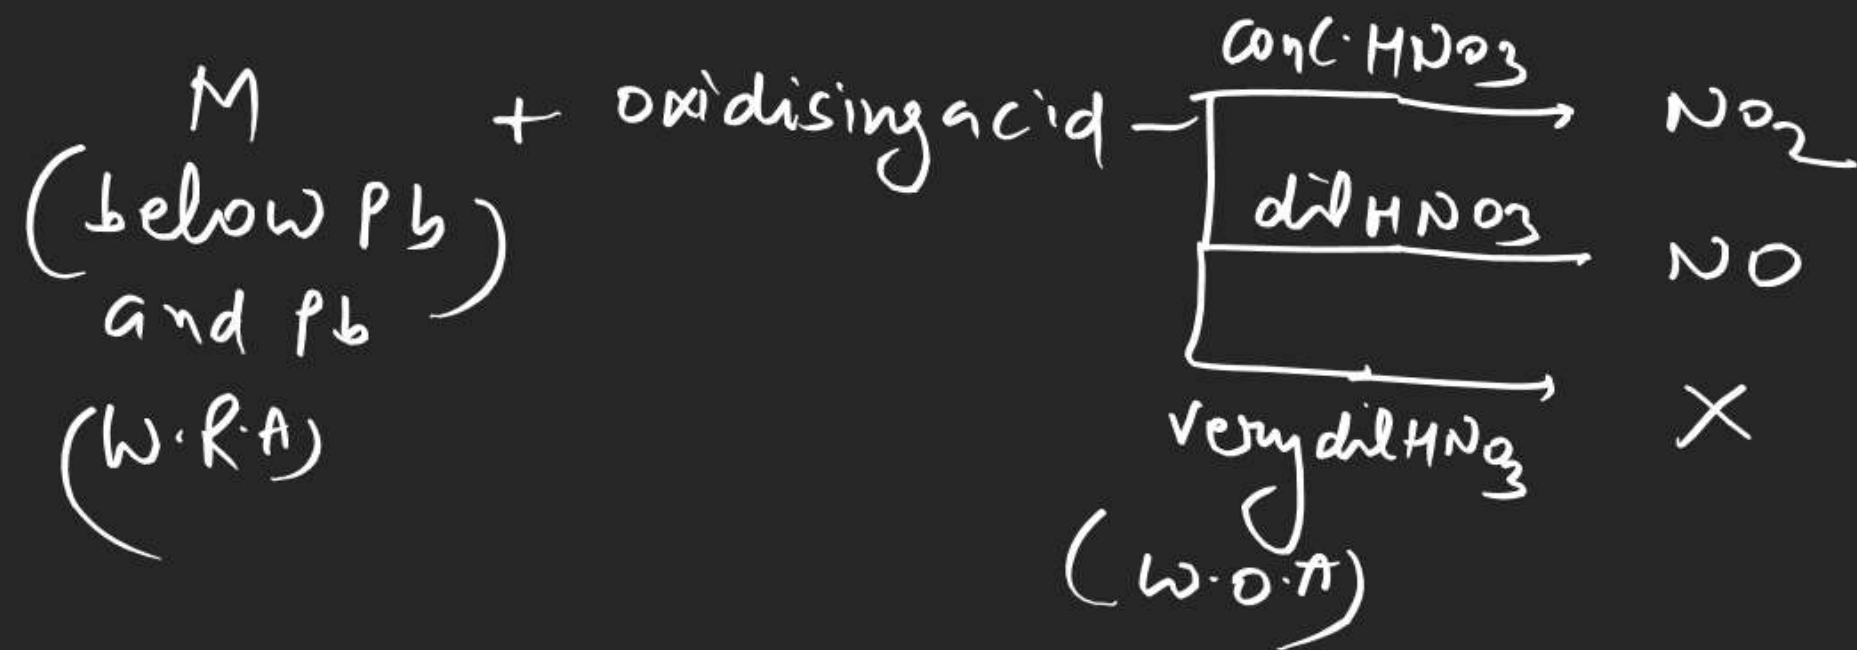 conc. HNO3
M + oxidising acid → NO2
(below Pb)
dil HNO3
NO
and Pb
very dil HNO3
X
(W.R.A)
(W.O.A)